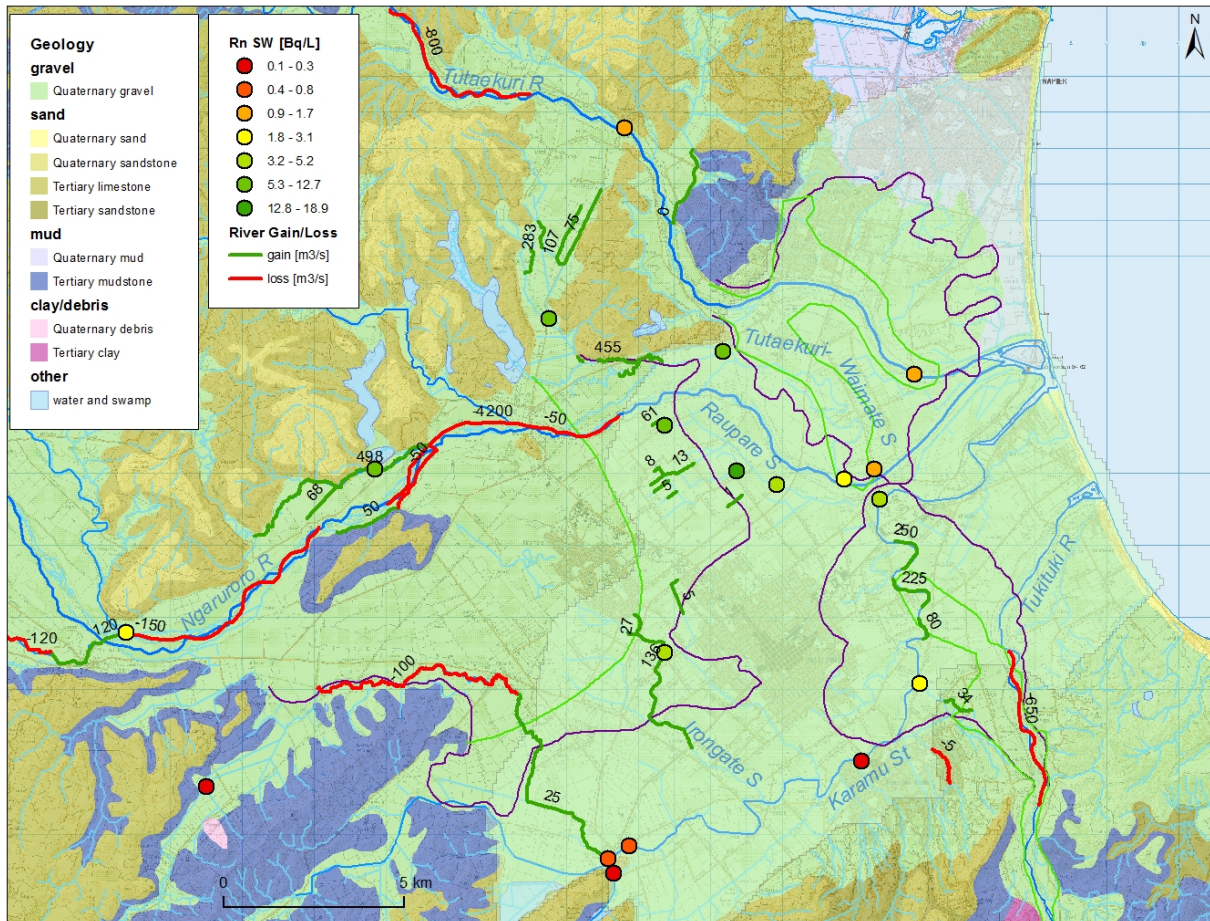 Geology
gravel
Quaternary gravel
sand
Quaternary sand
Quaternary sandstone
Tertiary limestone
Tertiary sandstone
mud
Quaternary mud
Tertiary mudstone
clay/debris
Quaternary debris
Tertiary clay
other
water and swamp
Rn SW [Bq/L]
0.1 - 0.3
0.4 - 0.8
0.9 - 1.7
1.8 - 3.1
3.2 - 5.2
5.3 - 12.7
12.8 - 18.9
River Gain/Loss
gain [m3/s]
loss [m3/s]
N
-800
Tutaekuri R
0
283
107
75
455
Tutaekuri-
Waimate S
-4200
-50
61
Raupare S
498
-50
8
13
5
1
68
50
250
225
80
Tukituki R
Ngaruroro R
-120
120
-150
-100
5
27
136
34
-650
-5
Irongate S
Karamu St
25
0
5 km